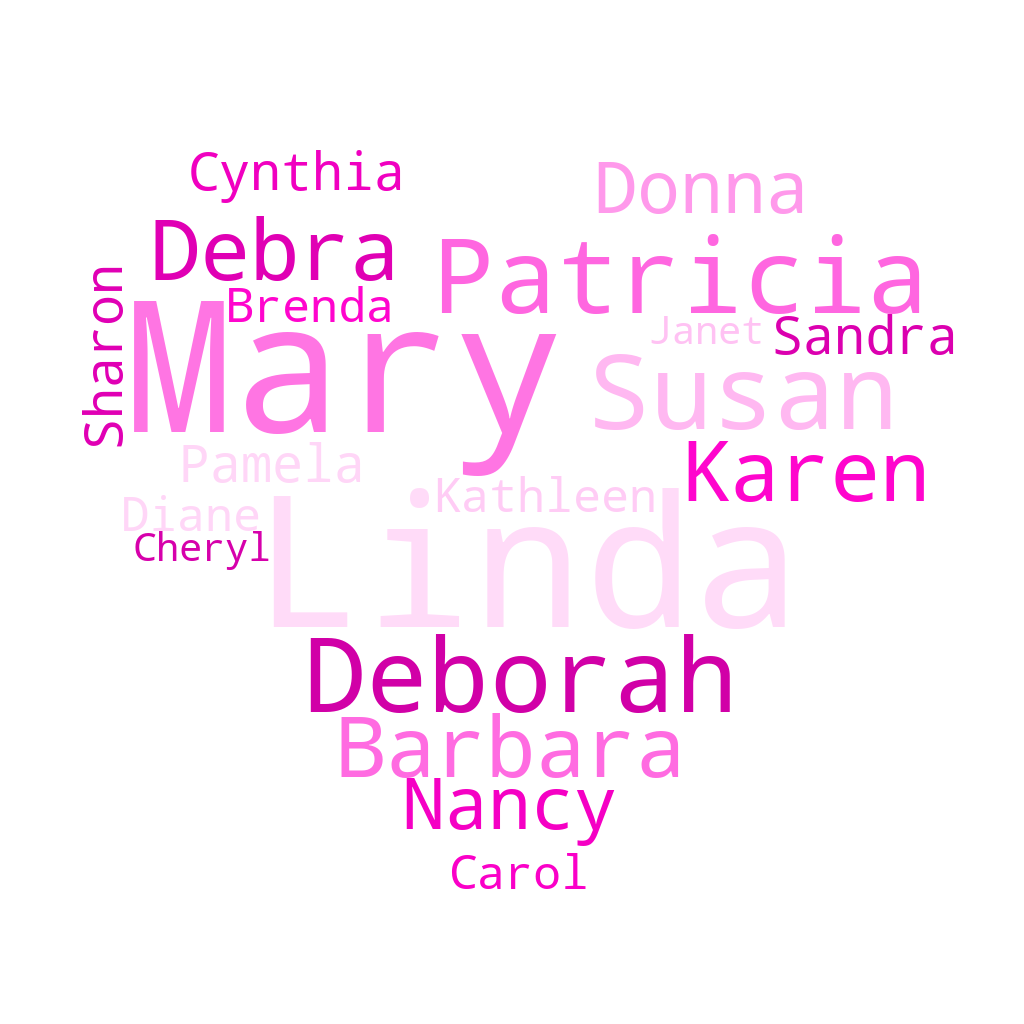 Cynthia
Donna
Debra
Patricia
Sharon
Brenda
Mary
Janet
Sandra
Susan
Pamela
Karen
Kathleen
Diane
Cheryl
Linda
Deborah
Barbara
Nancy
Carol